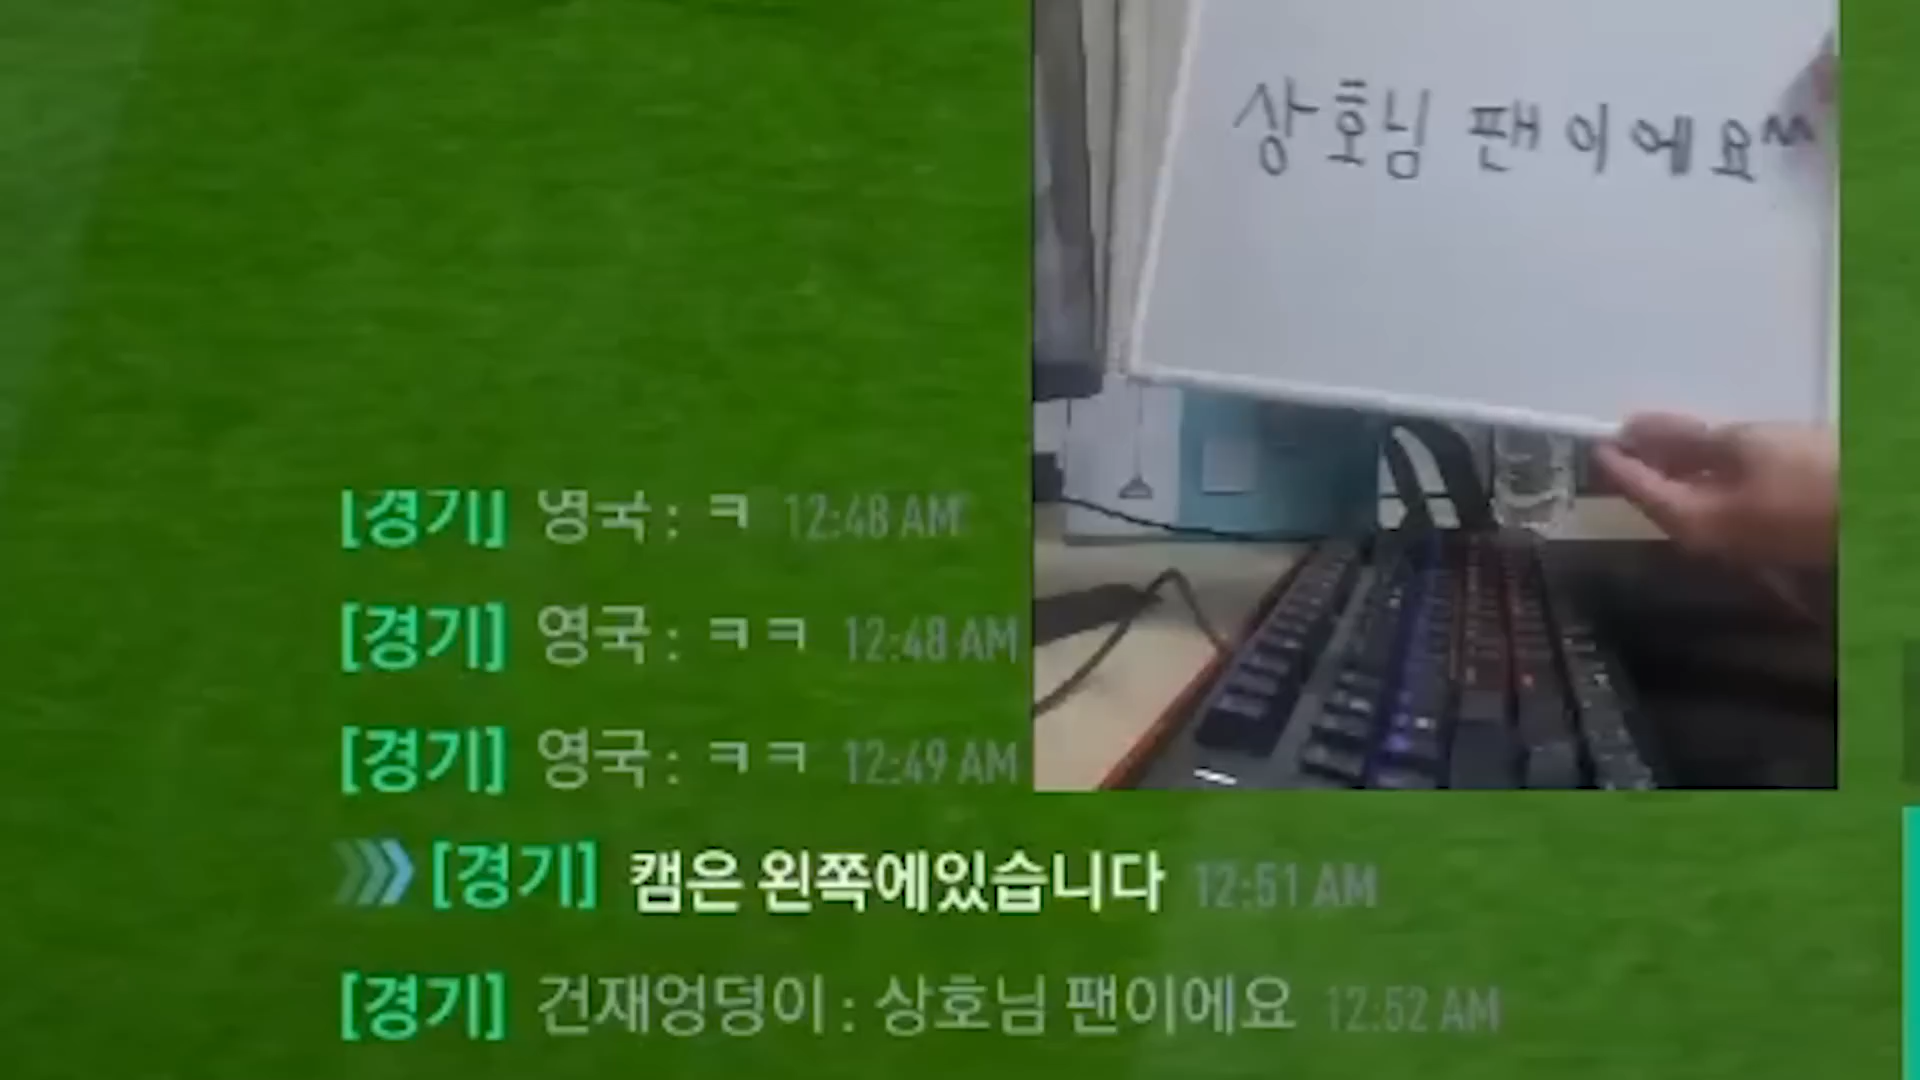 상호님 팬이에요^^
[경기] 영국 : ㅋ 12:48 AM
[경기] 영국 : ㅋㅋ 12:48 AM
[경기] 영국 : ㅋㅋ 12:49 AM
[경기] 캠은 왼쪽에있습니다 12:51 AM
[경기] 건재엉덩이 : 상호님 팬이에요 12:52 AM